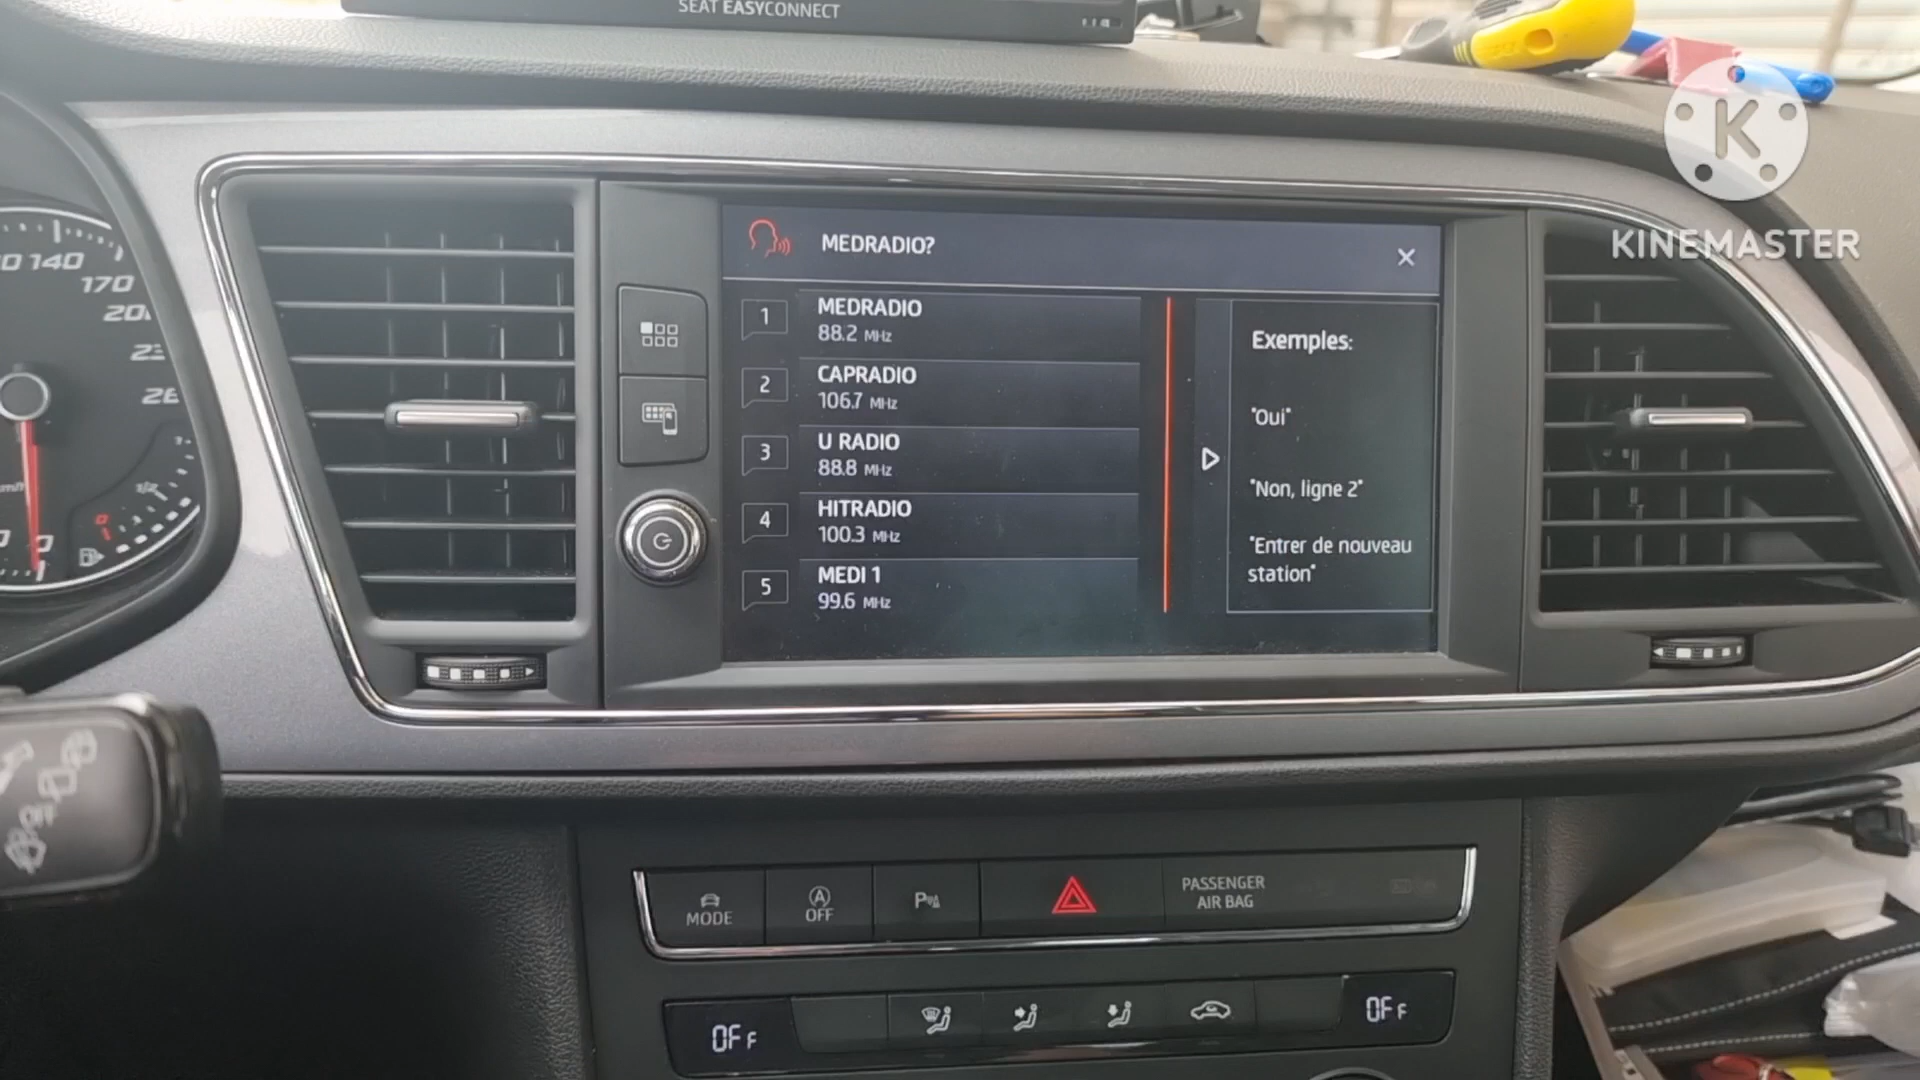 SEAT EASYCONNECT
K
KINEMASTER
MEDRADIO?
1
MEDRADIO
88.2 MHz
2
CAPRADIO
106.7 MHz
3
U RADIO
88.8 MHz
4
HITRADIO
100.3 MHz
5
MEDI 1
99.6 MHz
Exemples:
"Oui"
"Non, ligne 2"
"Entrer de nouveau
station"
140
170
MODE
A
OFF
P
PASSENGER
AIR BAG
OFF
OFF